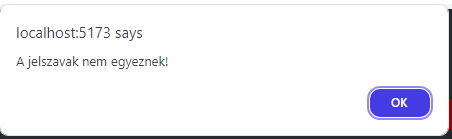 localhost:5173 says
A jelszavak nem egyeznek!
OK